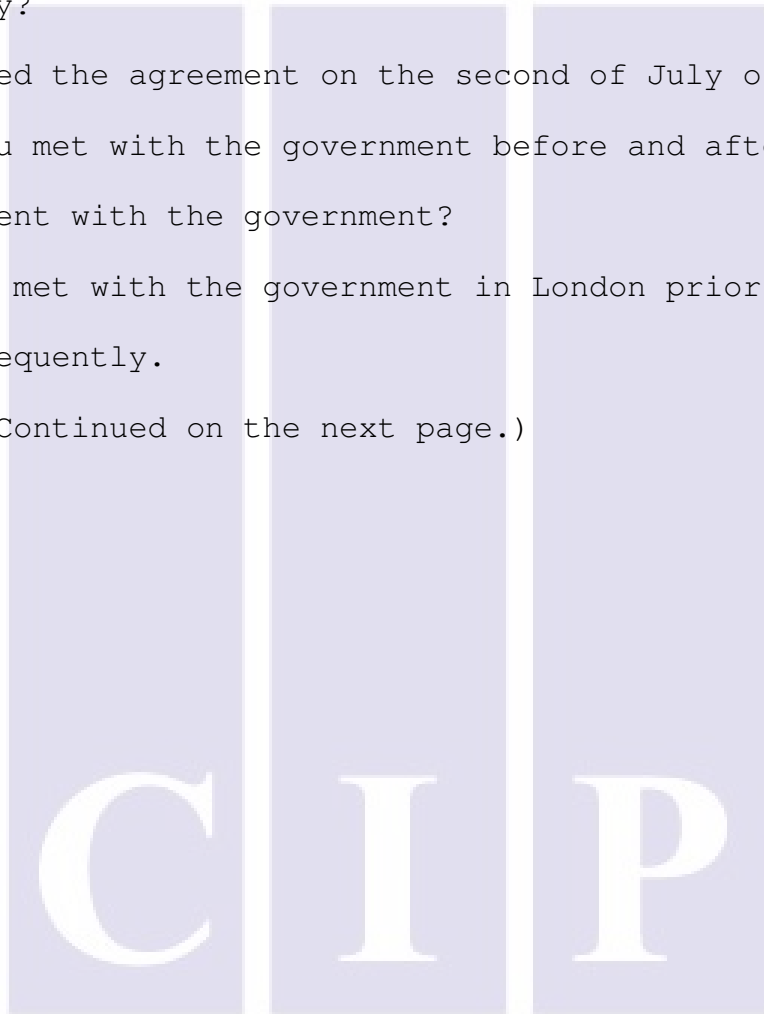 y?
ed the agreement on the second of July o
u met with the government before and aft
ent with the government?
met with the government in London prior
equently.
Continued on the next page.)
C I P